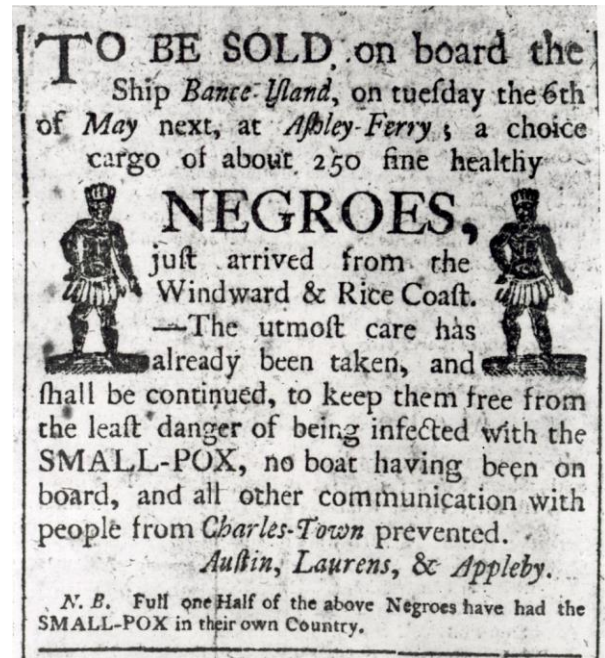 TO BE SOLD, on board the
Ship Bance-Yland, on tueſday the 6th
of May next, at Aſhley-Ferry; a choice
cargo of about 250 fine healthy
NEGROES,
juſt arrived from the
Windward & Rice Coaſt.
—The utmoſt care has
already been taken, and
ſhall be continued, to keep them free from
the leaſt danger of being infected with the
SMALL-POX, no boat having been on
board, and all other communication with
people from Charles-Town prevented.
Auſtin, Laurens, & Appleby.
N. B. Full one Half of the above Negroes have had the
SMALL-POX in their own Country.